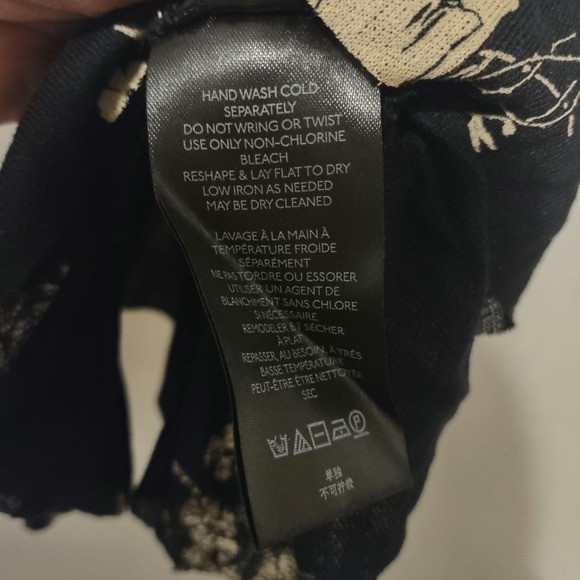 HAND WASH COLD
SEPARATELY
DO NOT WRING OR TWIST
USE ONLY NON-CHLORINE
BLEACH
RESHAPE & LAY FLAT TO DRY
LOW IRON AS NEEDED
MAY BE DRY CLEANED
LAVAGE À LA MAIN À
TEMPÉRATURE FROIDE
SÉPARÉMENT
NE PAS TORDRE OU ESSORER
UTILISER UN AGENT DE
BLANCHIMENT SANS CHLORE
SI NÉCESSAIRE
REMODELER ET SÉCHER
À PLAT
REPASSER, AU BESOIN, À TRÈS
BASSE TEMPÉRATURE
PEUT-ÊTRE ÊTRE NETTOYER
SEC
P
单独
不可拧绞